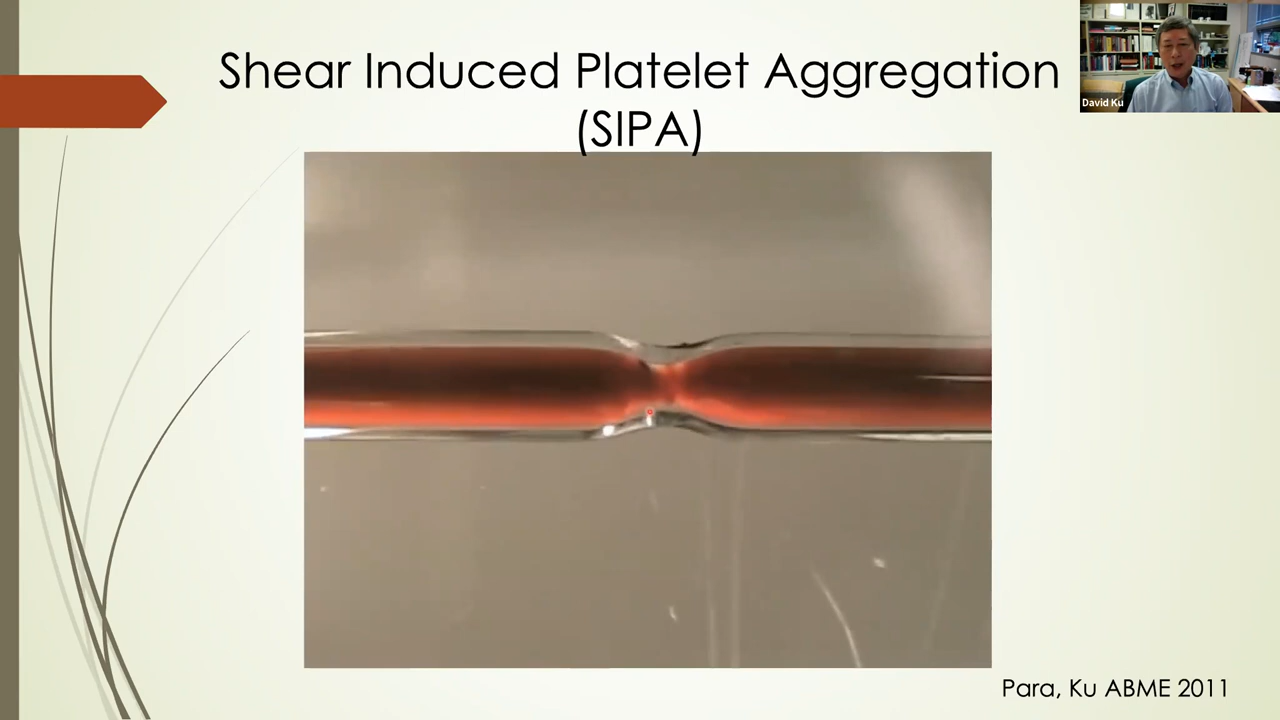 Shear Induced Platelet Aggregation
(SIPA)
David Ku
Para, Ku ABME 2011